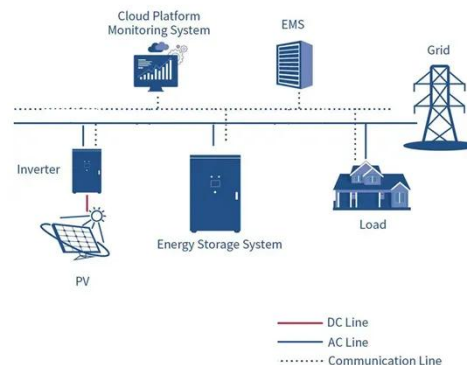 Cloud Platform
Monitoring System
EMS
Grid
Inverter
Energy Storage System
Load
PV
DC Line
AC Line
Communication Line